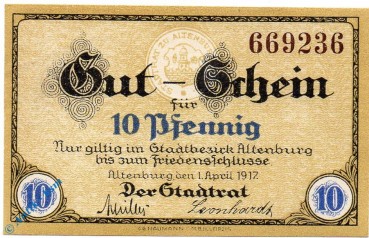 669236
Gut-Schein
für
10 Pfennig
Nur giltig im Stadtbezirk Altenburg
bis zum Friedensschlusse
Altenburg den 1. April 1917
Der Stadtrat
10
10